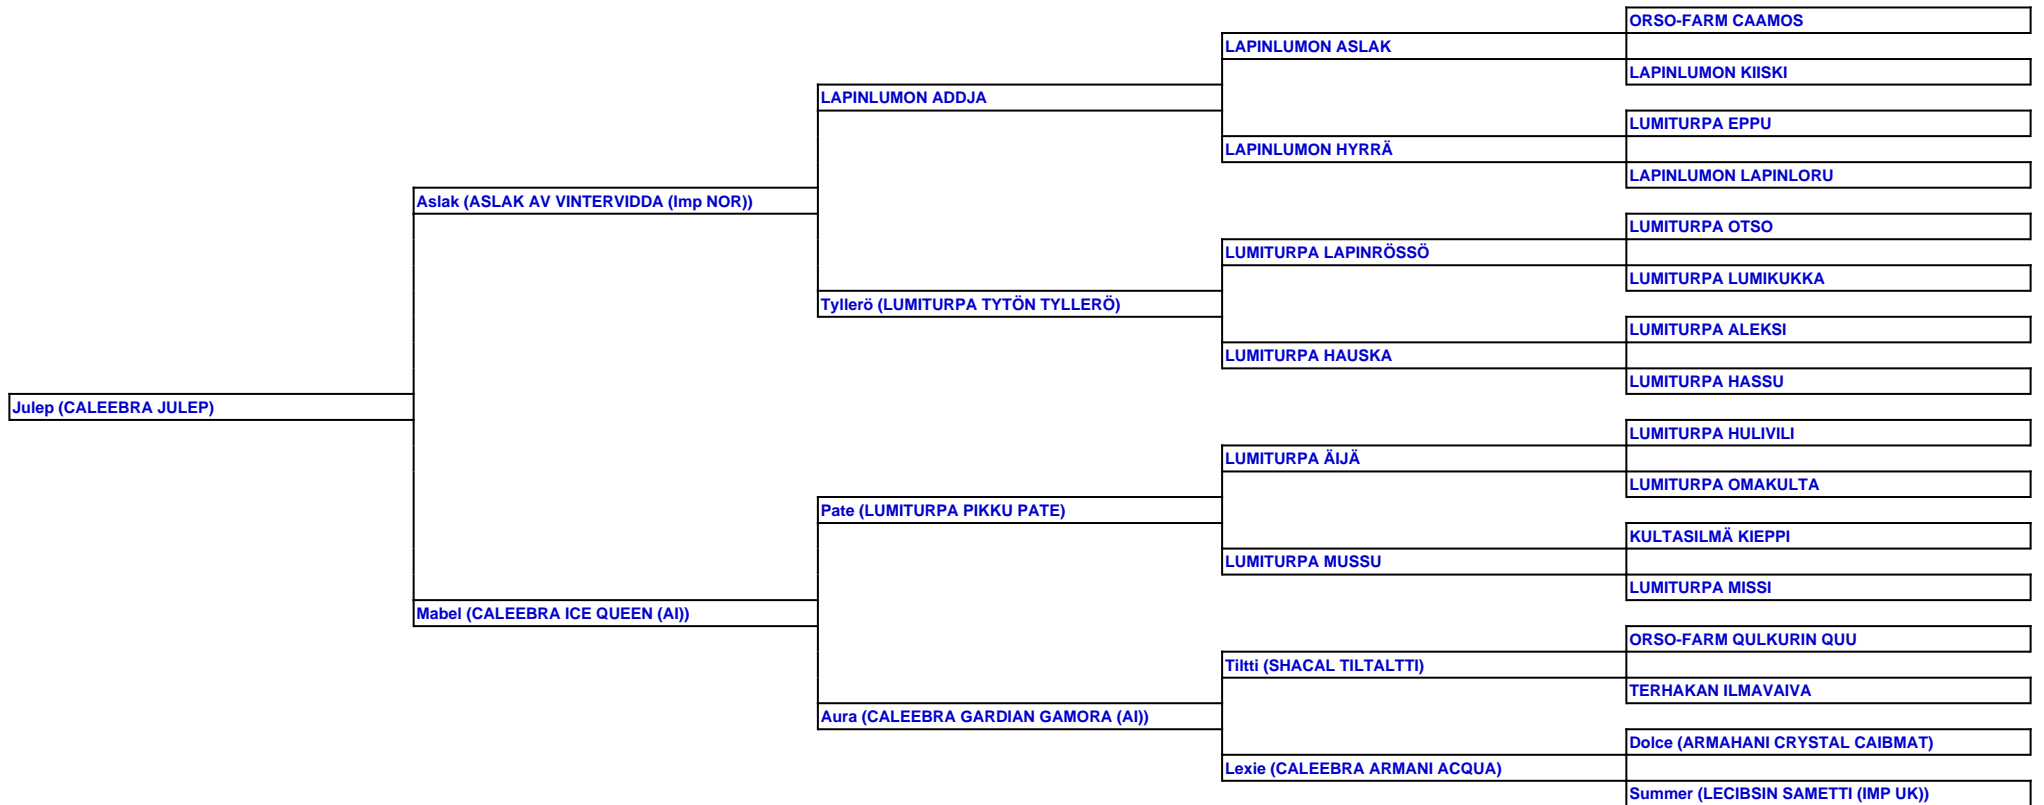 ORSO-FARM CAAMOS
LAPINLUMON ASLAK
LAPINLUMON KIISKI
LAPINLUMON ADDJA
LUMITURPA EPPU
LAPINLUMON HYRRÄ
LAPINLUMON LAPINLORU
Aslak (ASLAK AV VINTERVIDDA (Imp NOR))
LUMITURPA OTSO
LUMITURPA LAPINRÖSSÖ
LUMITURPA LUMIKUKKA
Tyllerö (LUMITURPA TYTÖN TYLLERÖ)
LUMITURPA ALEKSI
LUMITURPA HAUSKA
LUMITURPA HASSU
Julep (CALEEBRA JULEP)
LUMITURPA HULIVILI
LUMITURPA ÄIJÄ
LUMITURPA OMAKULTA
Pate (LUMITURPA PIKKU PATE)
KULTASILMÄ KIEPPI
LUMITURPA MUSSU
LUMITURPA MISSI
Mabel (CALEEBRA ICE QUEEN (AI))
ORSO-FARM QULKURIN QUU
Tiltti (SHACAL TILTALTTI)
TERHAKAN ILMAVAIVA
Aura (CALEEBRA GARDIAN GAMORA (AI))
Dolce (ARMAHANI CRYSTAL CAIBMAT)
Lexie (CALEEBRA ARMANI ACQUA)
Summer (LECIBSIN SAMETTI (IMP UK))